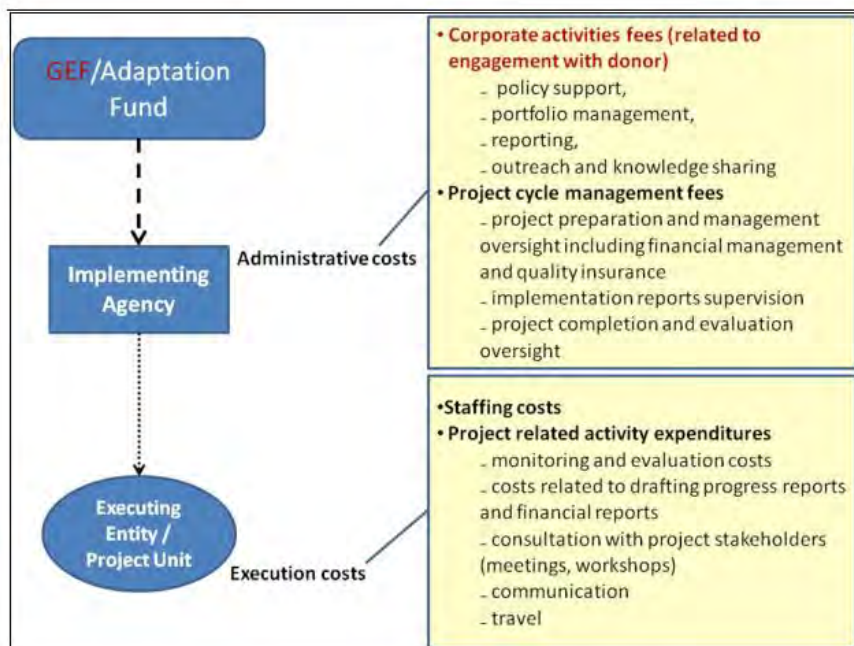 GEF/Adaptation
Fund
Implementing
Agency
Administrative costs
Executing
Entity /
Project Unit
Execution costs
• Corporate activities fees (related to
engagement with donor)
– policy support,
– portfolio management,
– reporting,
– outreach and knowledge sharing
• Project cycle management fees
– project preparation and management
oversight including financial management
and quality insurance
– implementation reports supervision
– project completion and evaluation
oversight
•Staffing costs
• Project related activity expenditures
– monitoring and evaluation costs
– costs related to drafting progress reports
and financial reports
– consultation with project stakeholders
(meetings, workshops)
– communication
– travel